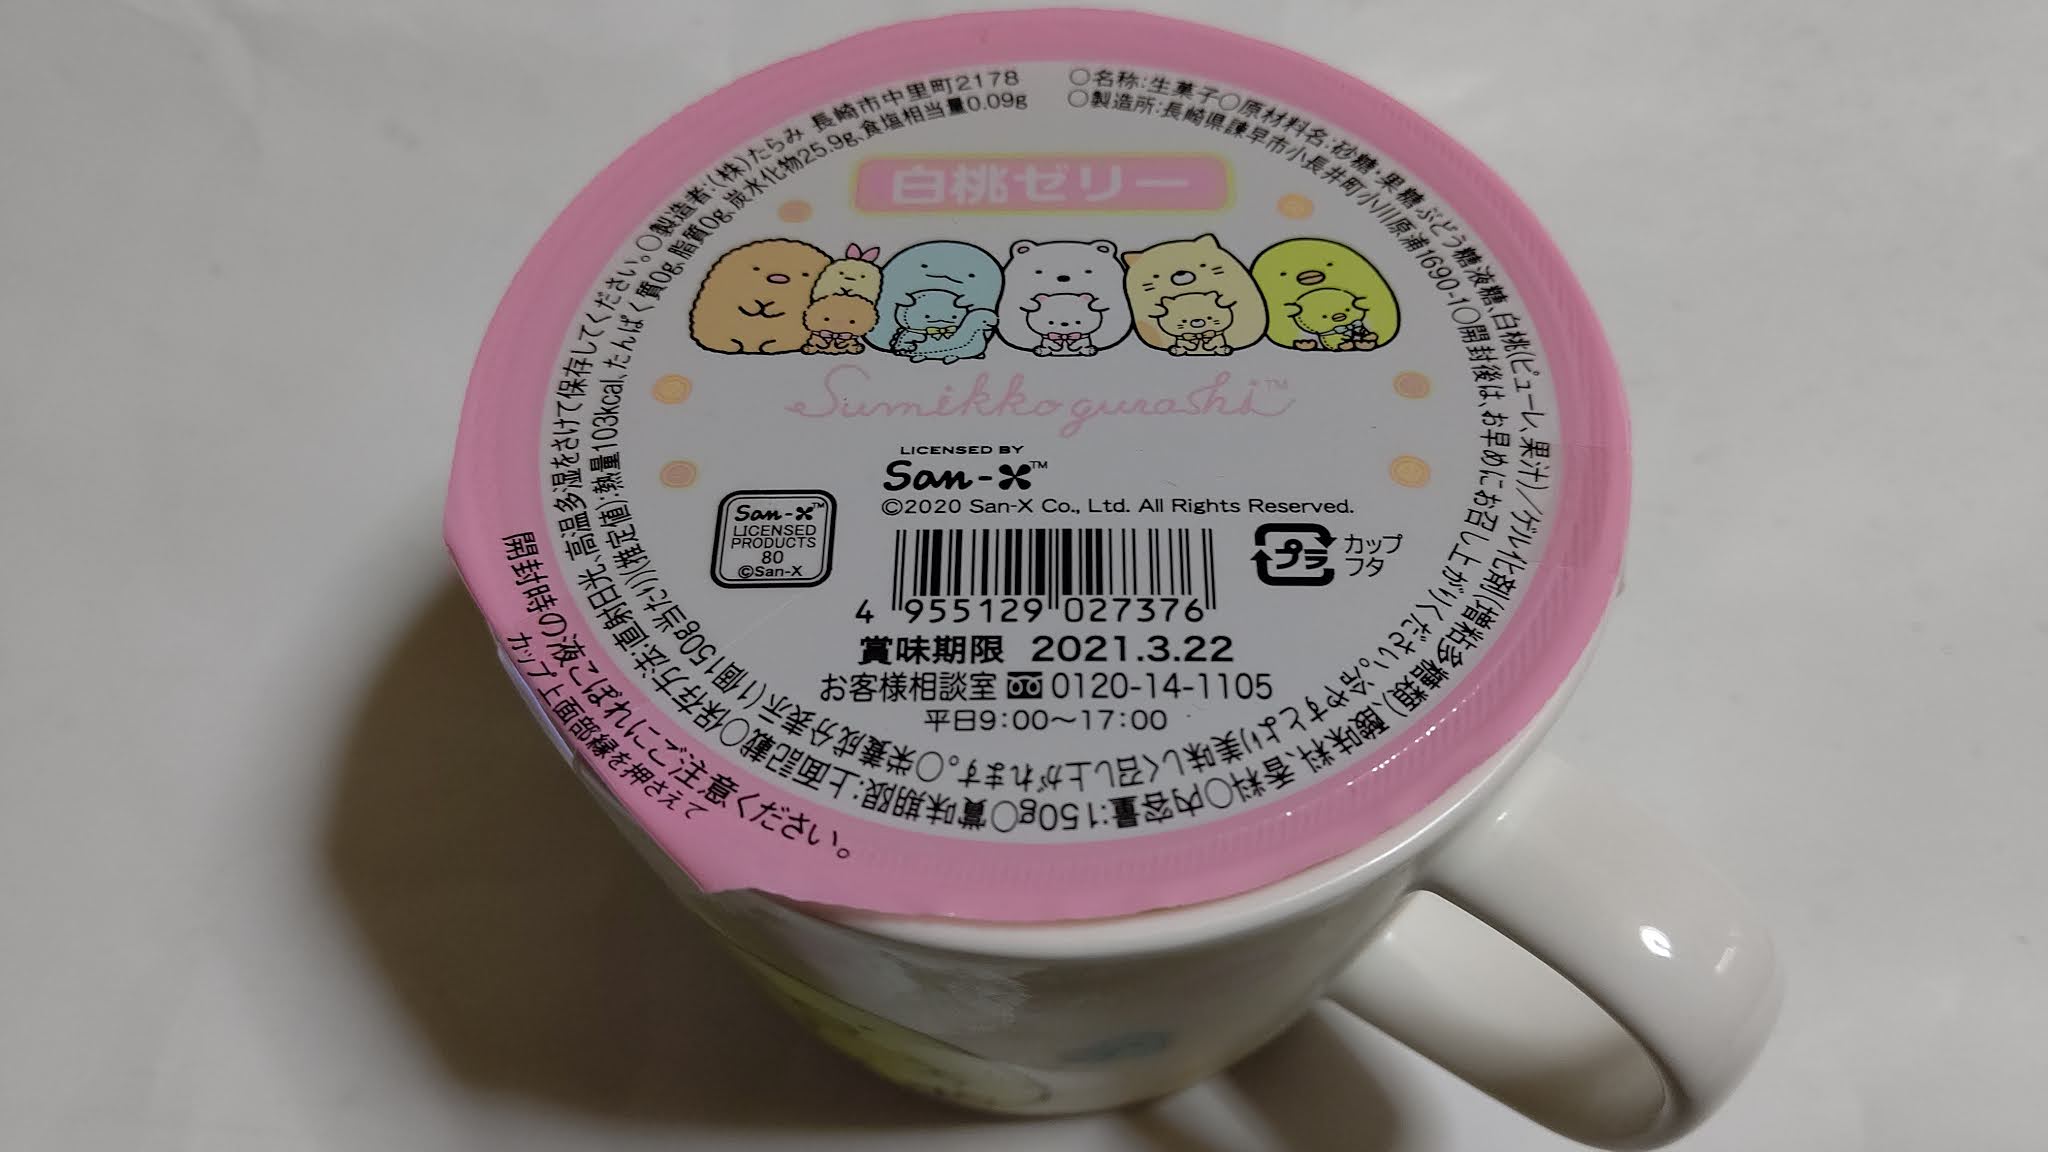 ○名称:生菓子○原材料名:砂糖・果糖ぶどう糖液糖、白桃(ピューレ、果汁)/ゲル化剤(増粘多糖類)、酸味料、香料○内容量:150g○賞味期限:上面記載○保存方法:直射日光、高温多湿をさけて保存してください。○製造者:(株)たらみ 長崎市中里町2178
○製造所:長崎県諫早市小長井町小川原浦1690-1○開封後は、お早めにお召し上がりください。冷やすとより美味しく召し上がれます。○栄養成分表示(1個150g当たり)(推定値):熱量103kcal、たんぱく質0g、脂質0g、炭水化物25.9g、食塩相当量0.09g
白桃ゼリー
Sumikkogurashi™
LICENSED BY
San-X™
©2020 San-X Co., Ltd. All Rights Reserved.
San-X™
LICENSED
PRODUCTS
80
©San-X
プラ
カップ
フタ
4 955129 027376
賞味期限 2021.3.22
お客様相談室 0120-14-1105
平日9:00〜17:00
開封時の液こぼれにご注意ください。
カップ上面部縁を押さえて